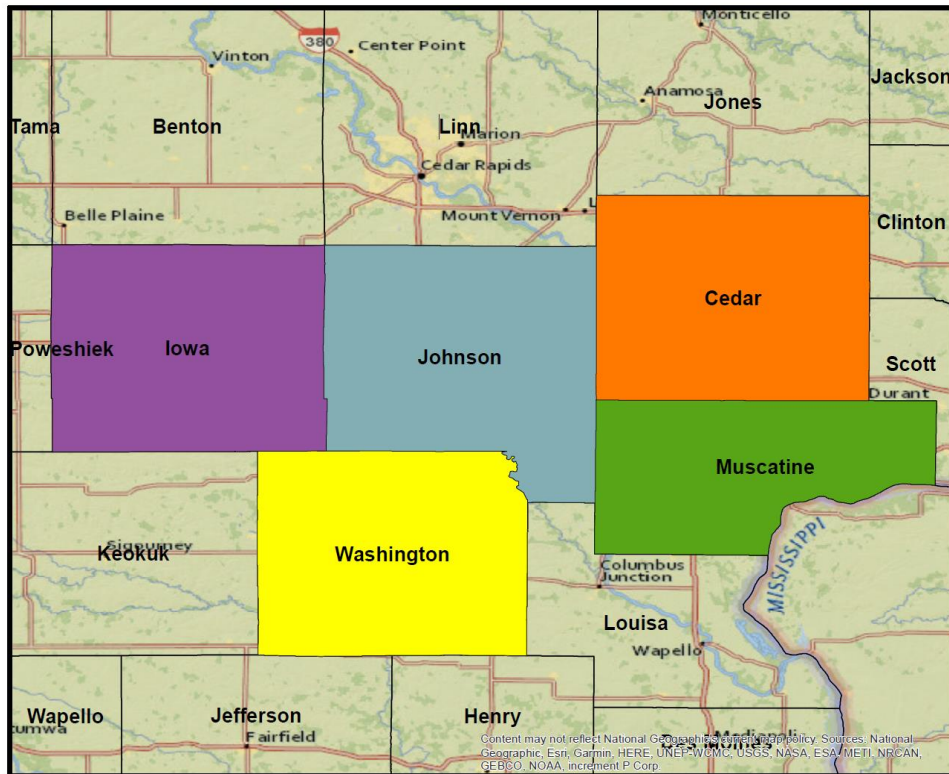 Monticello
380
Center Point
Vinton
Jackson
Anamosa
Jones
Tama
Benton
Linn
Marion
Cedar Rapids
Belle Plaine
Mount Vernon
L
Clinton
Cedar
Poweshiek
Iowa
Johnson
Scott
Durant
Muscatine
Sigourney
Keokuk
Washington
MISSISSIPPI
Columbus
Junction
Louisa
Wapello
Wapello
Jefferson
Henry
tumwa
Fairfield
Content may not reflect National Geographic's current map policy. Sources: National
Geographic, Esri, Garmin, HERE, UNEP-WCMC, USGS, NASA, ESA, METI, NRCAN,
GEBCO, NOAA, increment P Corp.